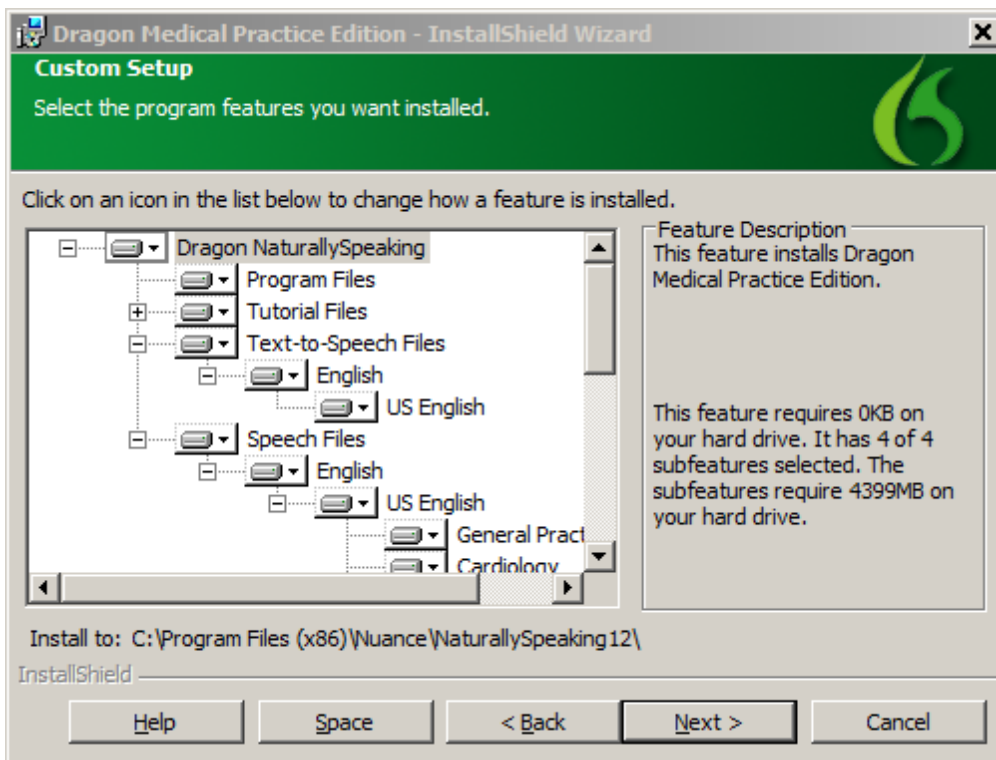 Dragon Medical Practice Edition - InstallShield Wizard
Custom Setup
Select the program features you want installed.
Click on an icon in the list below to change how a feature is installed.
Dragon NaturallySpeaking
Program Files
Tutorial Files
Text-to-Speech Files
English
US English
Speech Files
English
US English
General Pract
Cardiology
Feature Description
This feature installs Dragon
Medical Practice Edition.
This feature requires 0KB on
your hard drive. It has 4 of 4
subfeatures selected. The
subfeatures require 4399MB on
your hard drive.
Install to: C:\Program Files (x86)\Nuance\NaturallySpeaking12\
InstallShield
Help
Space
< Back
Next >
Cancel